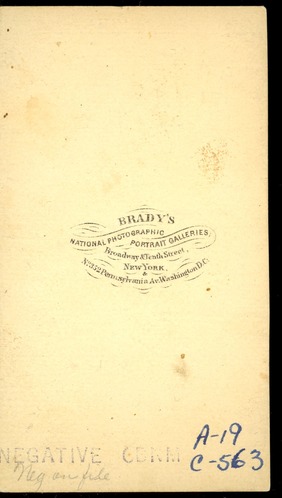 BRADY'S
NATIONAL PHOTOGRAPHIC
PORTRAIT GALLERIES,
Broadway & Tenth Street,
NEW YORK.
&
No. 352 Pennsylvania Av. Washington D.C.
A-19
NEGATIVE
C-563
Neg on file